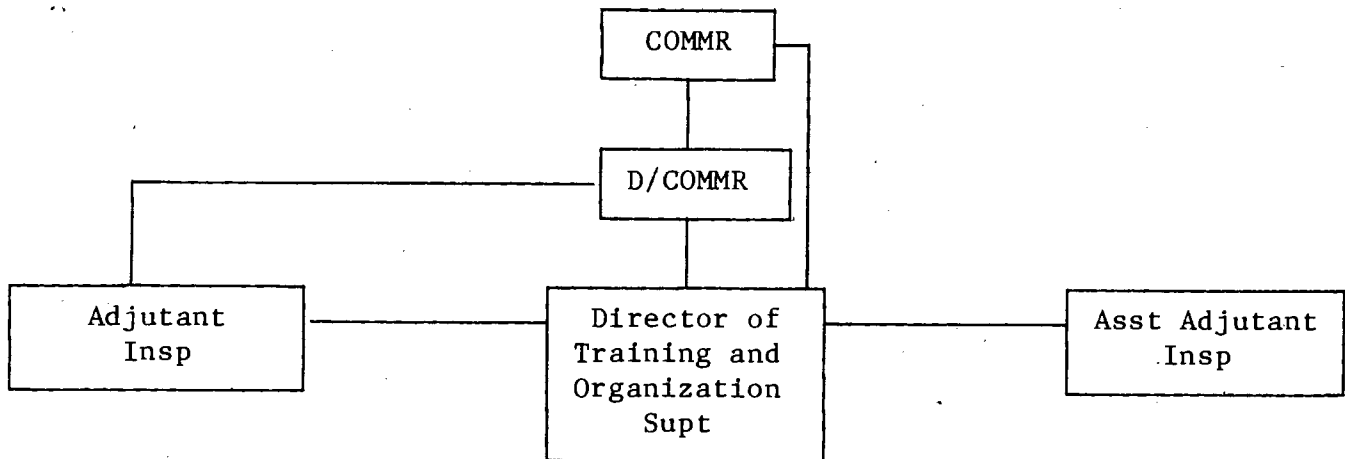 COMMR
D/COMMR
Adjutant
Insp
Director of
Training and
Organization
Supt
Asst Adjutant
Insp